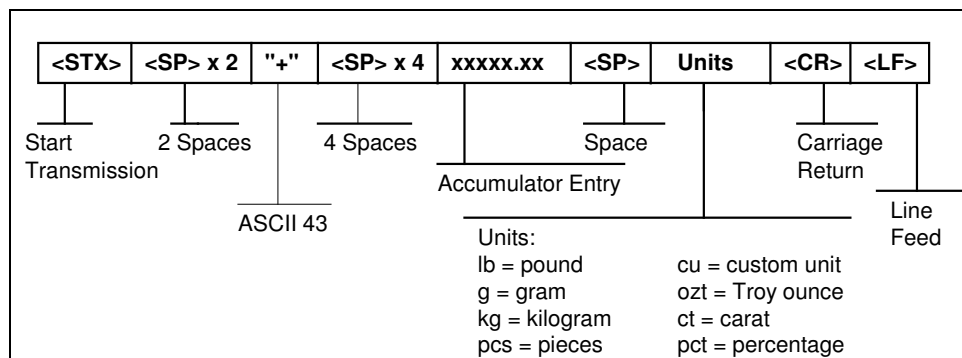 <STX> <SP> x 2 "+" <SP> x 4 xxxxx.xx <SP> Units <CR> <LF>
Start
Transmission
2 Spaces
ASCII 43
4 Spaces
Accumulator Entry
Space
Carriage
Return
Line
Feed
Units:
lb = pound
g = gram
kg = kilogram
pcs = pieces
cu = custom unit
ozt = Troy ounce
ct = carat
pct = percentage